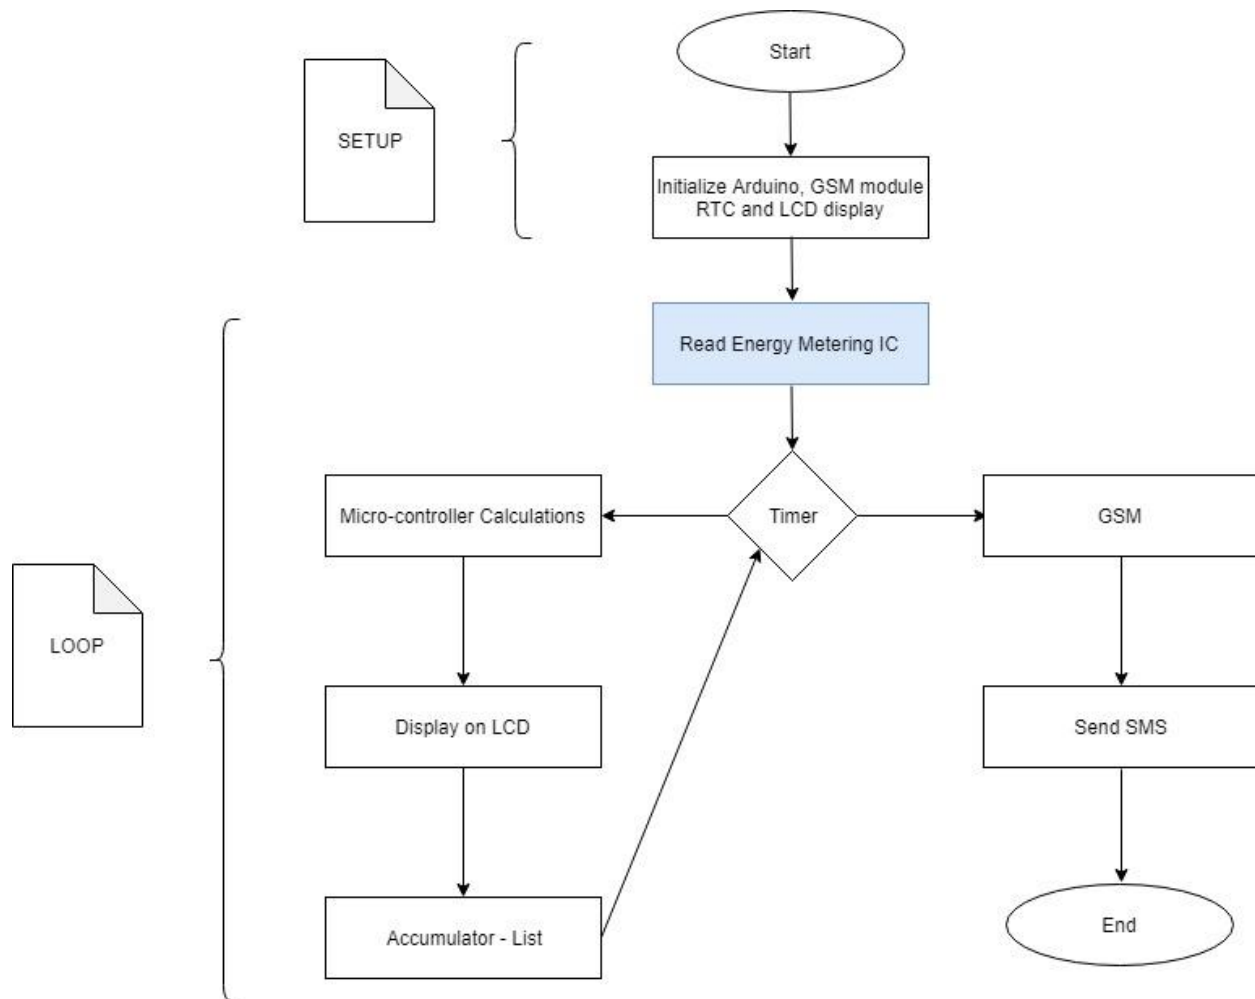 Start
SETUP
Initialize Arduino, GSM module
RTC and LCD display
Read Energy Metering IC
Micro-controller Calculations
Timer
GSM
LOOP
Display on LCD
Send SMS
Accumulator - List
End